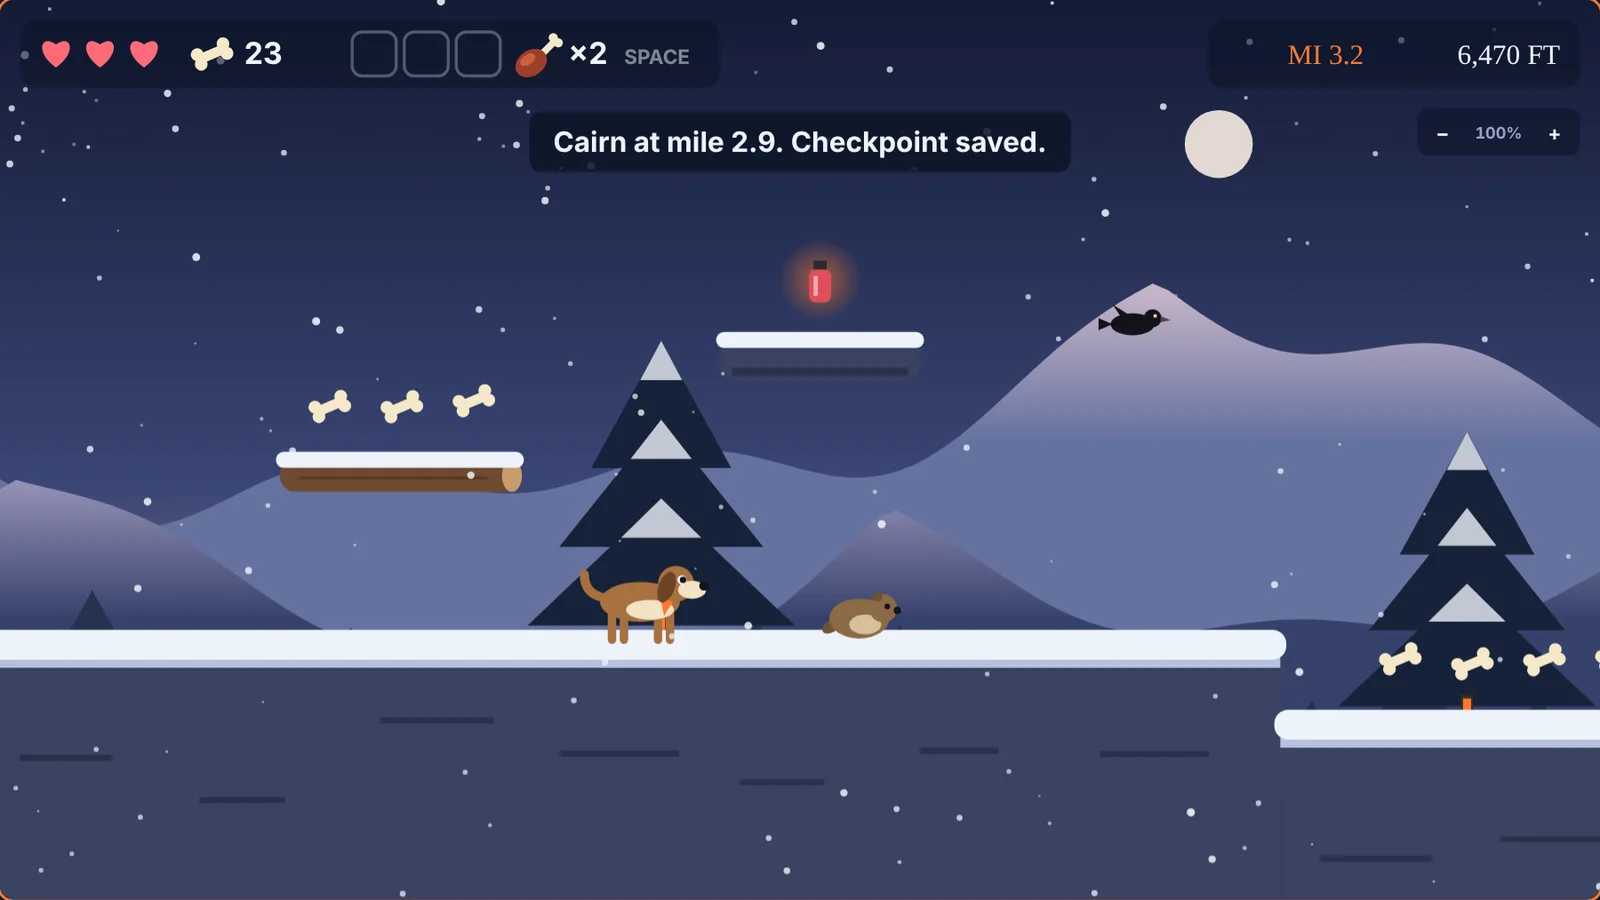 23
×2 SPACE
MI 3.2 6,470 FT
Cairn at mile 2.9. Checkpoint saved.
− 100% +